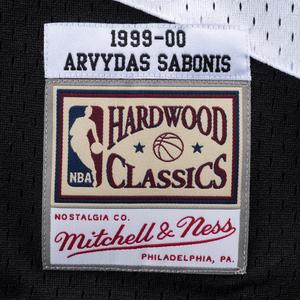 1999-00
ARVYDAS SABONIS
HARDWOOD
NBA
CLASSICS
NOSTALGIA CO.
Mitchell & Ness
PHILADELPHIA, PA.